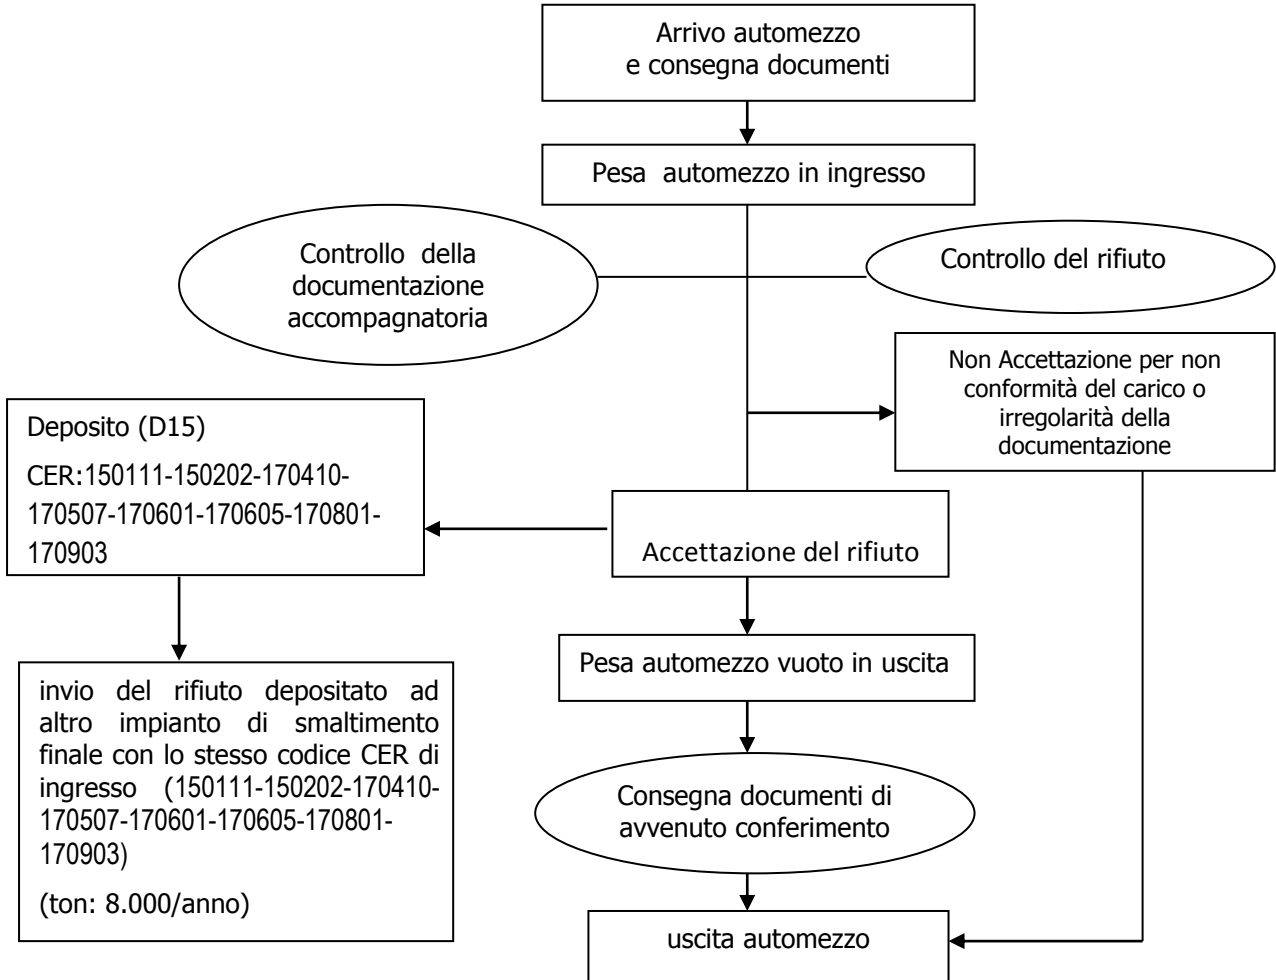 Arrivo automezzo
e consegna documenti
Pesa automezzo in ingresso
Controllo della
documentazione
accompagnatoria
Controllo del rifiuto
Non Accettazione per non
conformità del carico o
irregolarità della
documentazione
Deposito (D15)
CER:150111-150202-170410-
170507-170601-170605-170801-
170903
Accettazione del rifiuto
Pesa automezzo vuoto in uscita
invio del rifiuto depositato ad
altro impianto di smaltimento
finale con lo stesso codice CER di
ingresso (150111-150202-170410-
170507-170601-170605-170801-
170903)
(ton: 8.000/anno)
Consegna documenti di
avvenuto conferimento
uscita automezzo